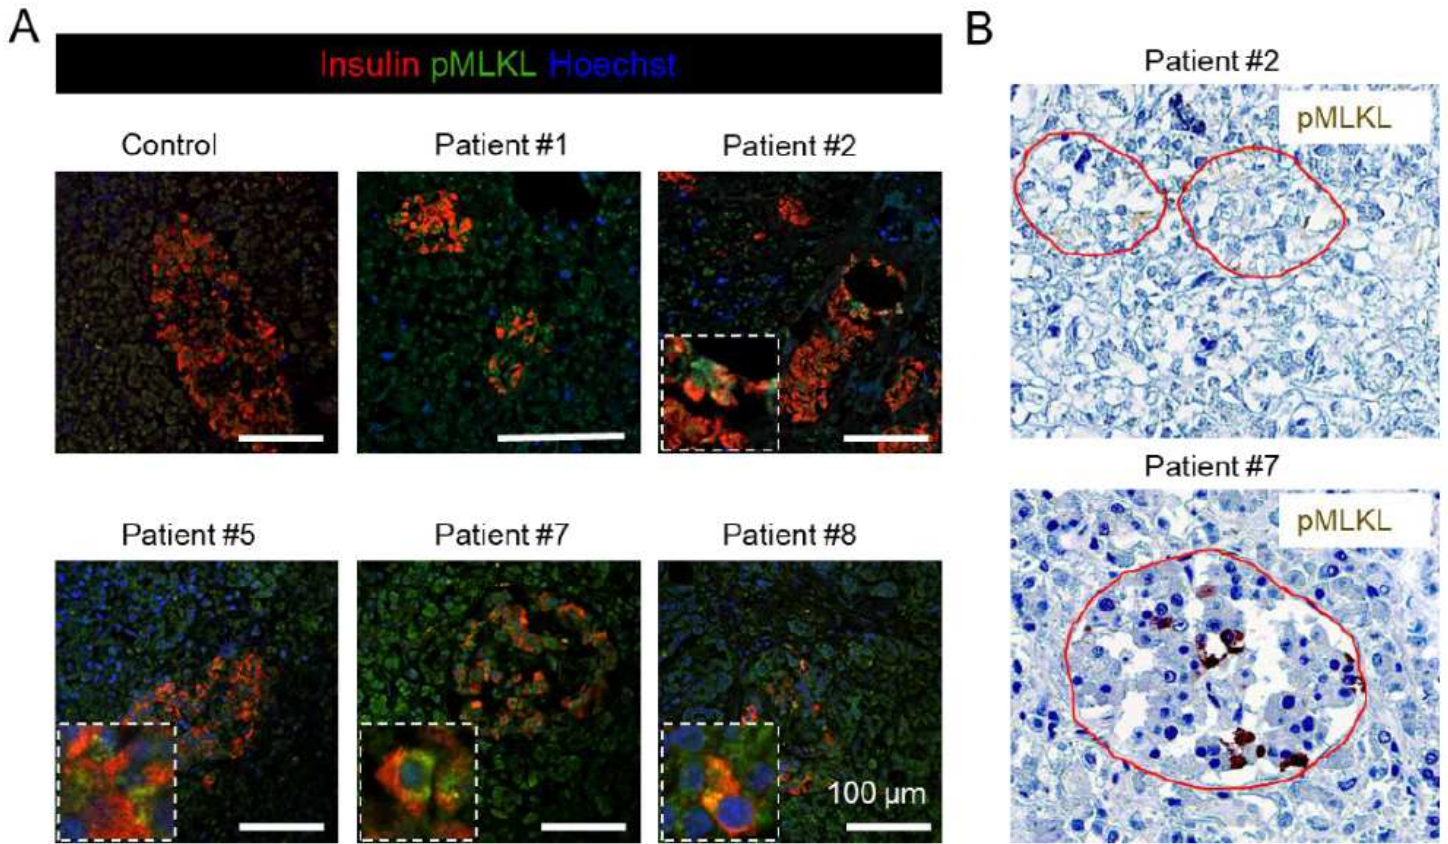 A
Insulin pMLKL Hoechst
Control
Patient #1
Patient #2
Patient #5
Patient #7
Patient #8
100 µm
B
Patient #2
pMLKL
Patient #7
pMLKL